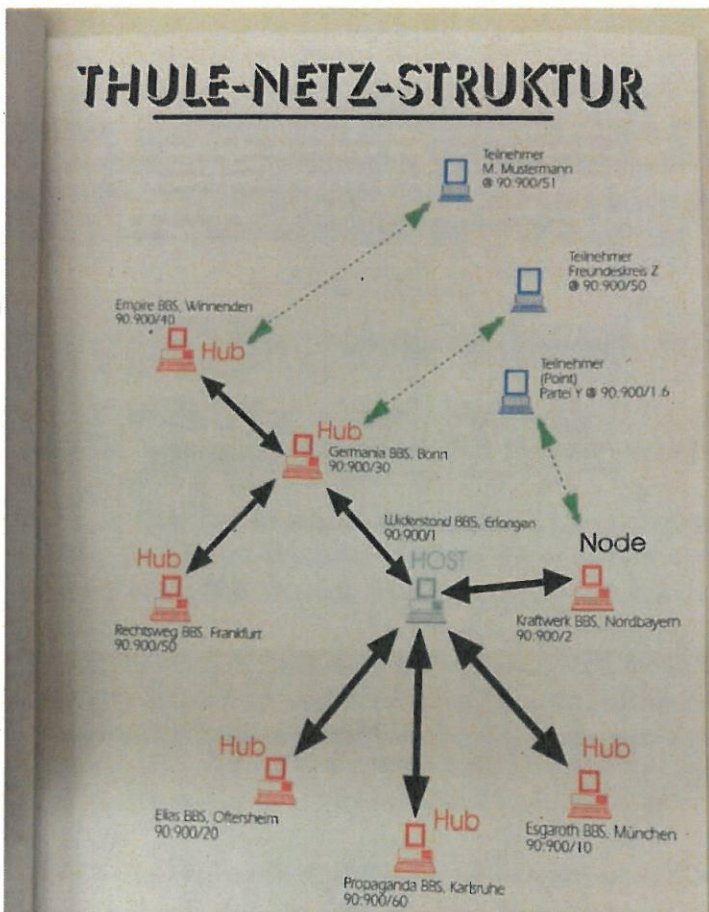 THULE-NETZ-STRUKTUR
Teilnehmer
M. Mustermann
@ 90:900/51
Teilnehmer
Freundeskreis Z
@ 90:900/50
Empire BBS, Winnenden
90:900/40
Hub
Teilnehmer
(Point)
Partei Y @ 90:900/1.6
Hub
Germania BBS, Bonn
90:900/30
Widerstand BBS, Erlangen
90:900/1
HOST
Node
Hub
Kraftwerk BBS, Nordbayern
90:900/2
Rechtsweg BBS, Frankfurt
90:900/50
Hub
Elias BBS, Oftersheim
90:900/20
Hub
Esgaroth BBS, München
90:900/10
Hub
Propaganda BBS, Karlsruhe
90:900/60